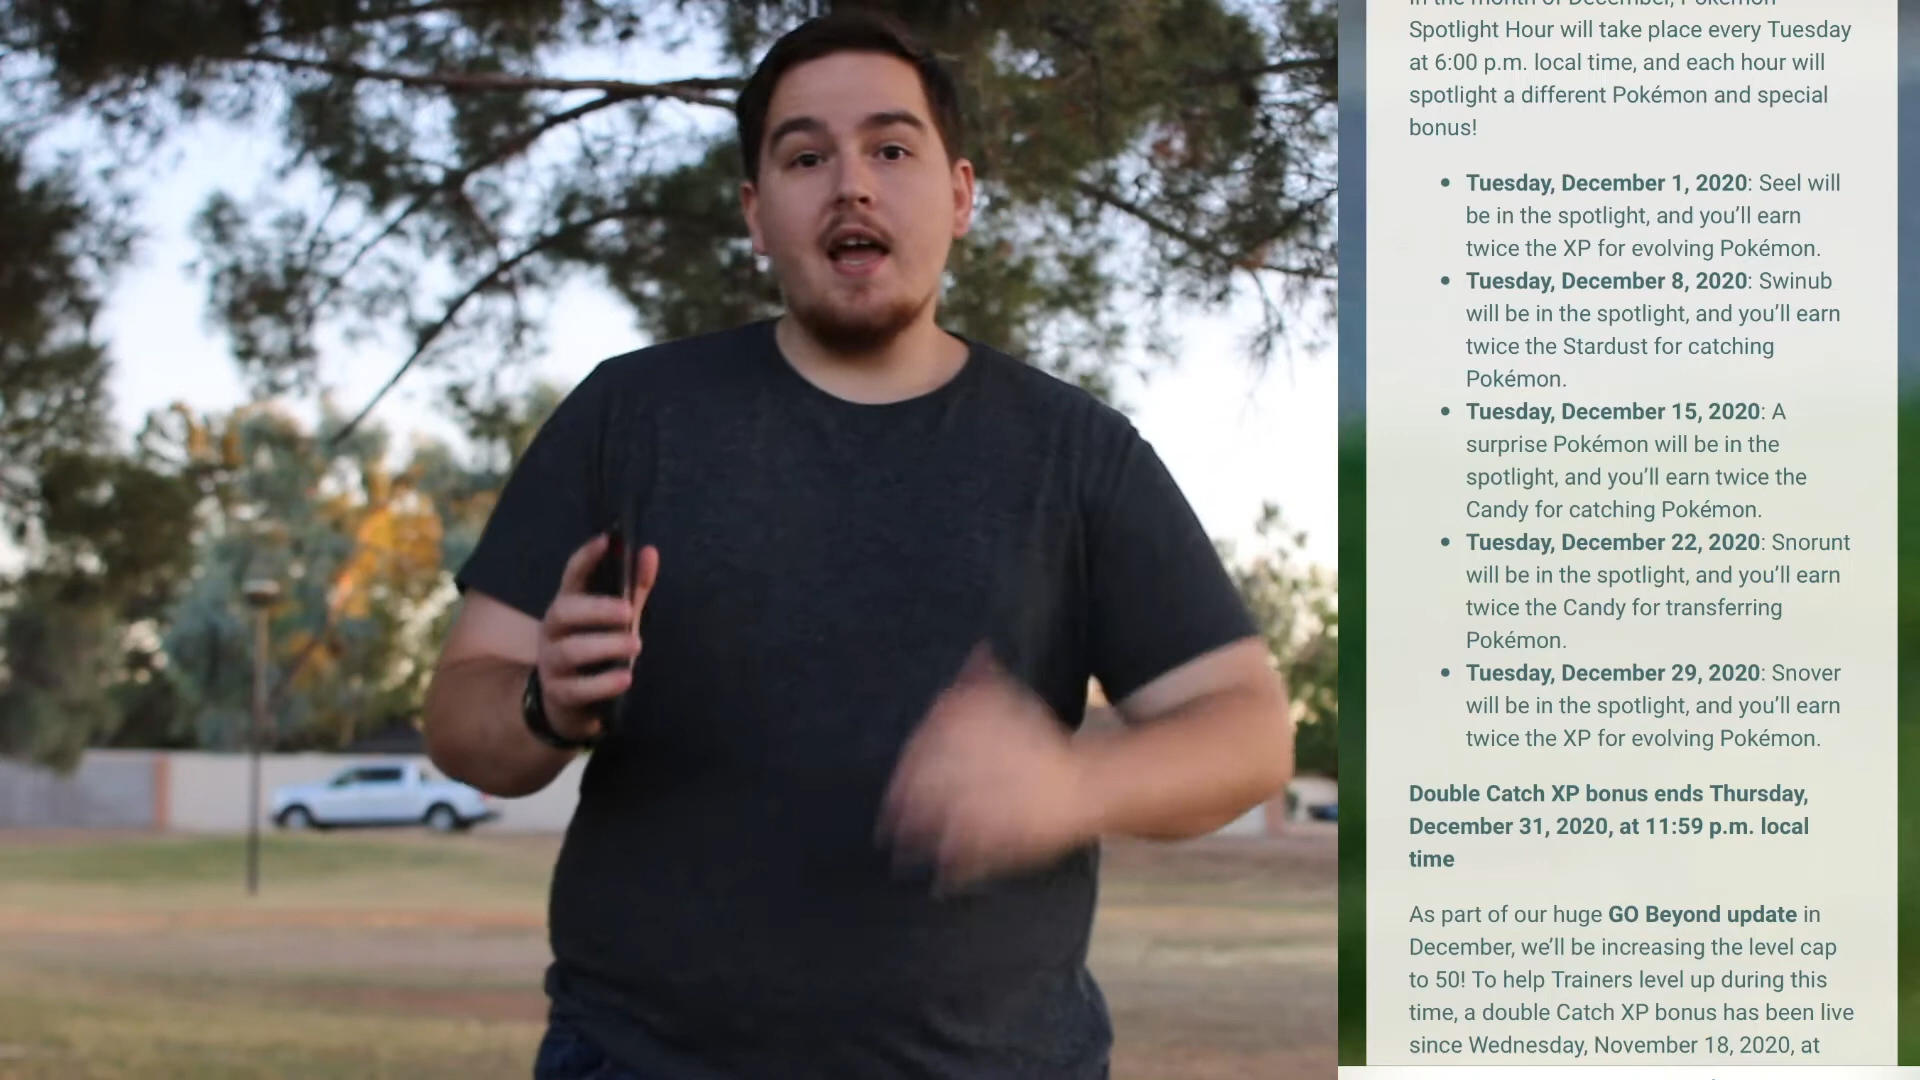 Spotlight Hour will take place every Tuesday
at 6:00 p.m. local time, and each hour will
spotlight a different Pokémon and special
bonus!
• Tuesday, December 1, 2020: Seel will
be in the spotlight, and you’ll earn
twice the XP for evolving Pokémon.
• Tuesday, December 8, 2020: Swinub
will be in the spotlight, and you’ll earn
twice the Stardust for catching
Pokémon.
• Tuesday, December 15, 2020: A
surprise Pokémon will be in the
spotlight, and you’ll earn twice the
Candy for catching Pokémon.
• Tuesday, December 22, 2020: Snorunt
will be in the spotlight, and you’ll earn
twice the Candy for transferring
Pokémon.
• Tuesday, December 29, 2020: Snover
will be in the spotlight, and you’ll earn
twice the XP for evolving Pokémon.
Double Catch XP bonus ends Thursday,
December 31, 2020, at 11:59 p.m. local
time
As part of our huge GO Beyond update in
December, we’ll be increasing the level cap
to 50! To help Trainers level up during this
time, a double Catch XP bonus has been live
since Wednesday, November 18, 2020, at